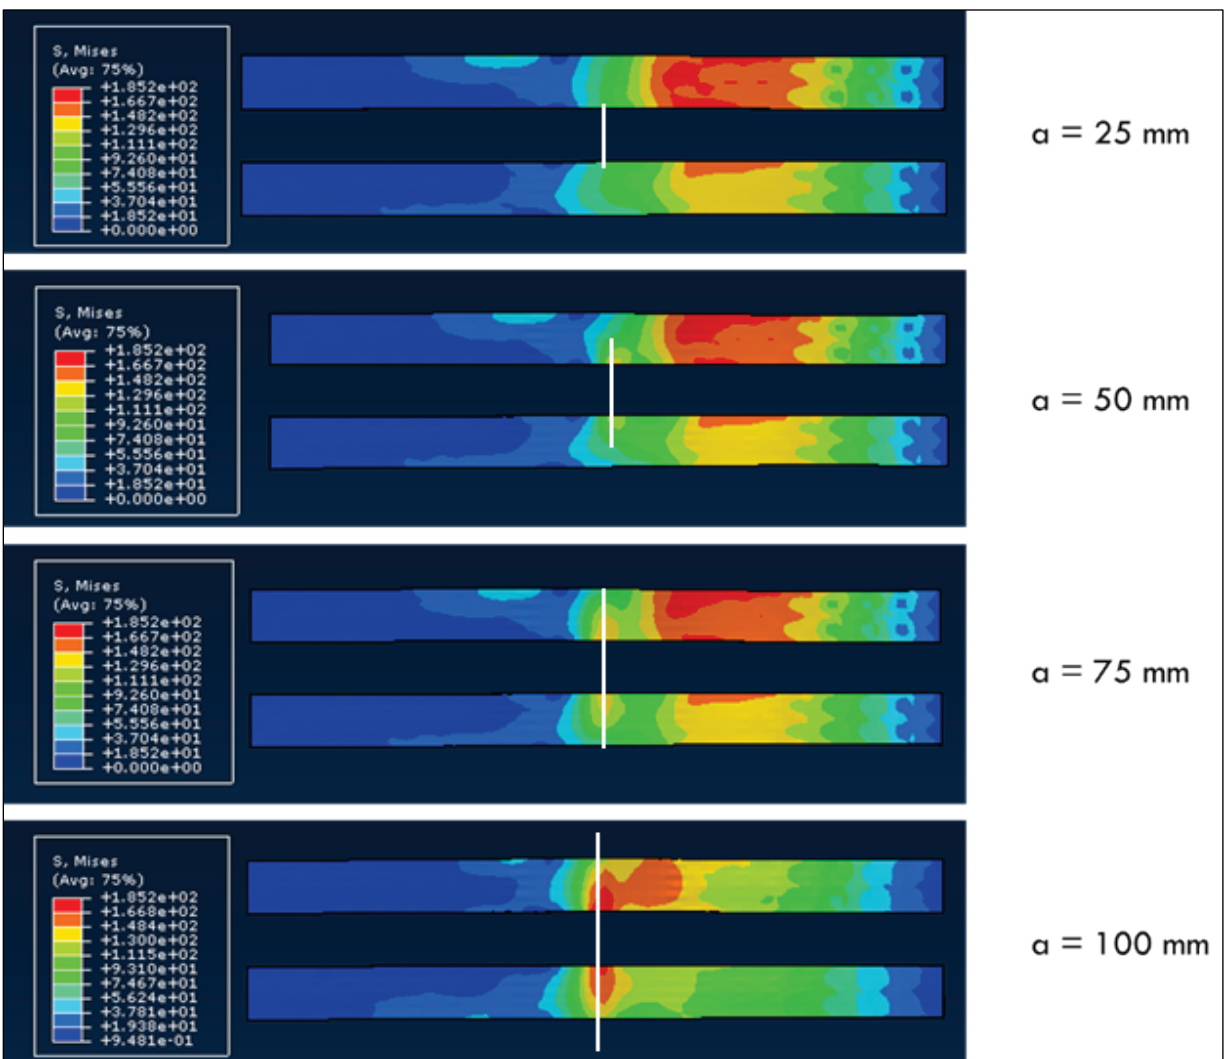 S, Mises
(Avg: 75%)
+1.852e+02
+1.667e+02
+1.482e+02
+1.296e+02
+1.111e+02
+9.260e+01
+7.408e+01
+5.556e+01
+3.704e+01
+1.852e+01
+0.000e+00
a = 25 mm
S, Mises
(Avg: 75%)
+1.852e+02
+1.667e+02
+1.482e+02
+1.296e+02
+1.111e+02
+9.260e+01
+7.408e+01
+5.556e+01
+3.704e+01
+1.852e+01
+0.000e+00
a = 50 mm
S, Mises
(Avg: 75%)
+1.852e+02
+1.667e+02
+1.482e+02
+1.296e+02
+1.111e+02
+9.260e+01
+7.408e+01
+5.556e+01
+3.704e+01
+1.852e+01
+0.000e+00
a = 75 mm
S, Mises
(Avg: 75%)
+1.852e+02
+1.668e+02
+1.484e+02
+1.300e+02
+1.115e+02
+9.310e+01
+7.467e+01
+5.624e+01
+3.781e+01
+1.938e+01
+9.481e-01
a = 100 mm